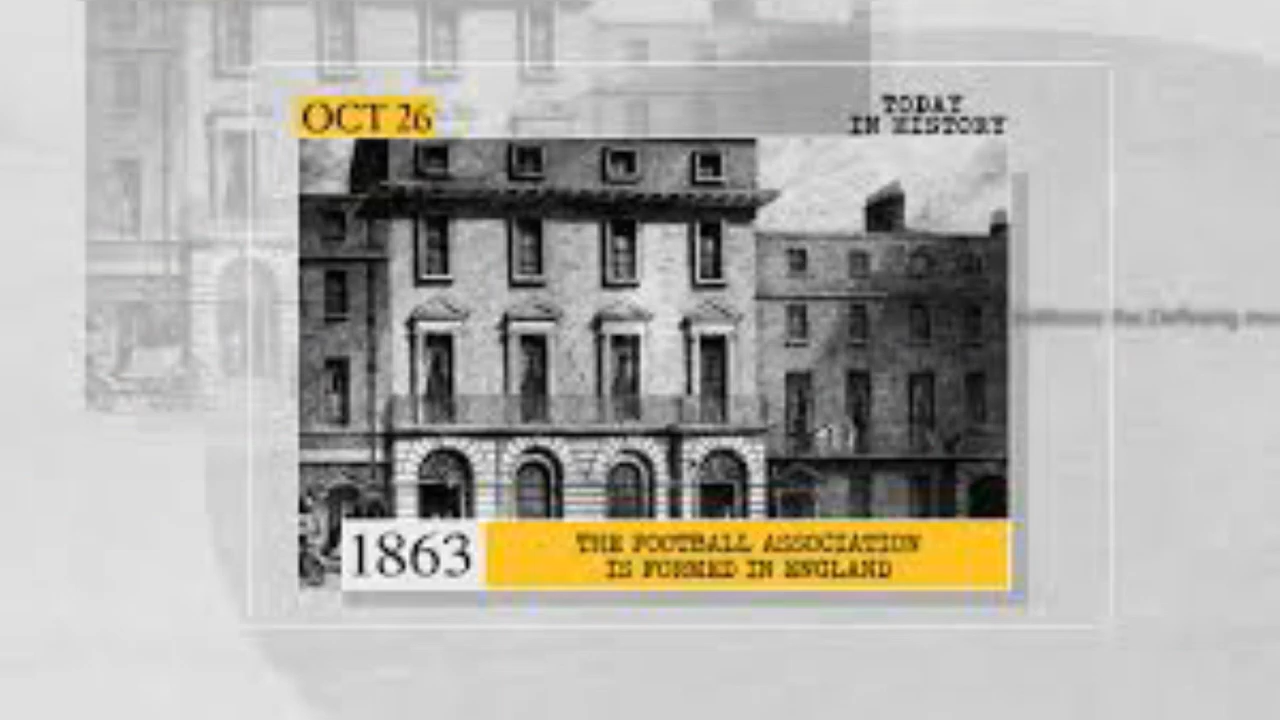 OCT 26
TODAY
IN HISTORY
1863
THE FOOTBALL ASSOCIATION
IS FORMED IN ENGLAND